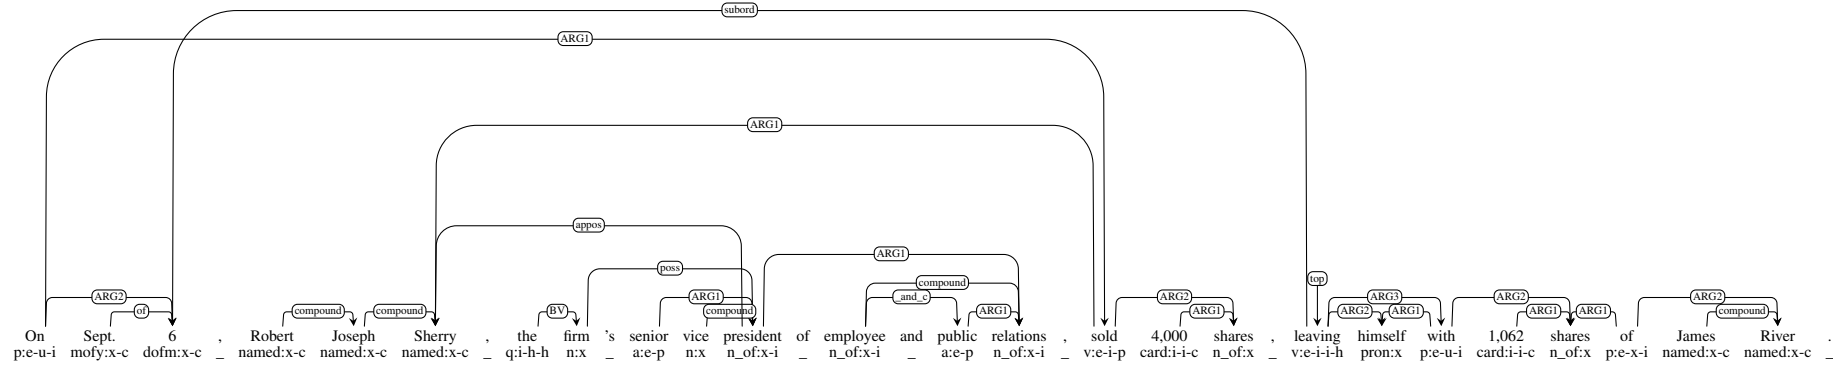 subord
ARG1
ARG1
appos
ARG1
poss
top
compound
ARG2 ARG1 _and_c ARG2 ARG3 ARG2 ARG2
of compound compound BV compound ARG1 ARG1 ARG2 ARG1 ARG1 ARG1 compound
On Sept. 6 , Robert Joseph Sherry , the firm 's senior vice president of employee and public relations , sold 4,000 shares , leaving himself with 1,062 shares of James River .
p:e-u-i mofy:x-c dofm:x-c _ named:x-c named:x-c named:x-c _ q:i-h-h n:x _ a:e-p n:x n_of:x-i _ n_of:x-i _ a:e-p n_of:x-i _ v:e-i-p card:i-i-c n_of:x _ v:e-i-i-h pron:x p:e-u-i card:i-i-c n_of:x p:e-x-i named:x-c named:x-c _